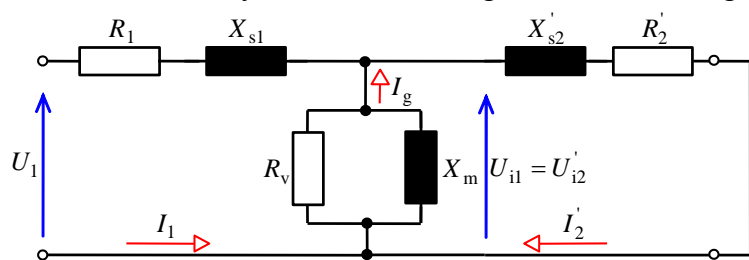 R1 Xs1 X's2 R'2
Ig
U1 Rv Xm Ui1 = U'i2
I1 I'2